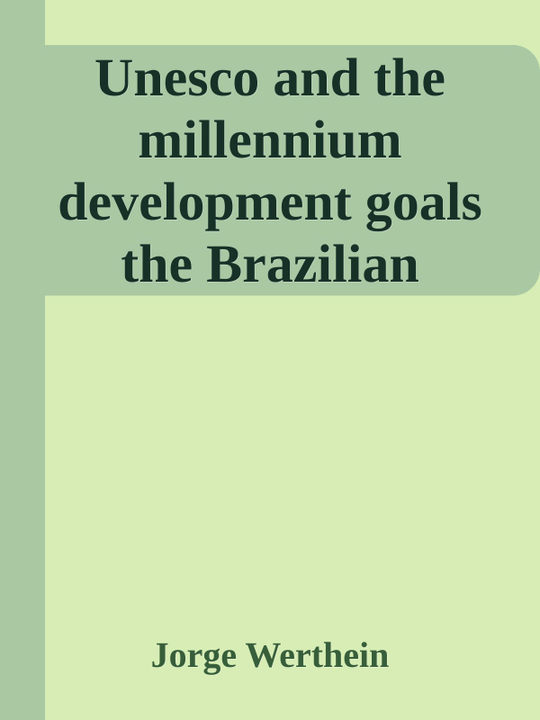 Unesco and the
millennium
development goals
the Brazilian
Jorge Werthein